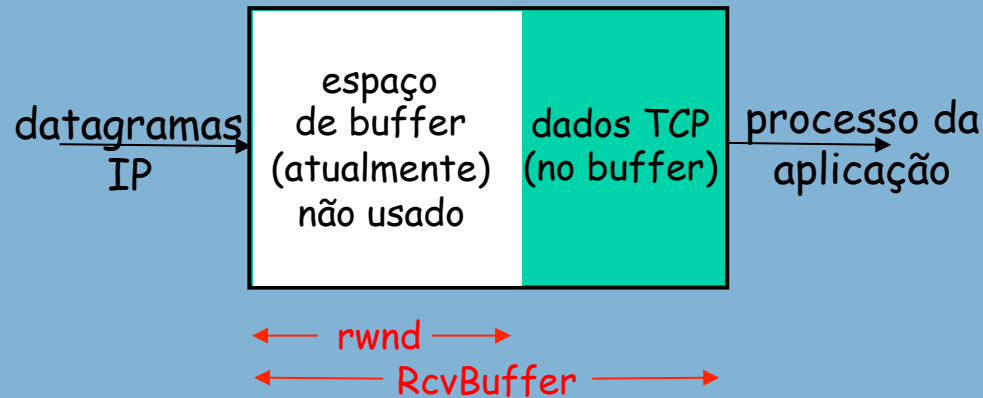 datagramas
IP
espaço
de buffer
(atualmente)
não usado
dados TCP
(no buffer)
processo da
aplicação
rwnd
RcvBuffer